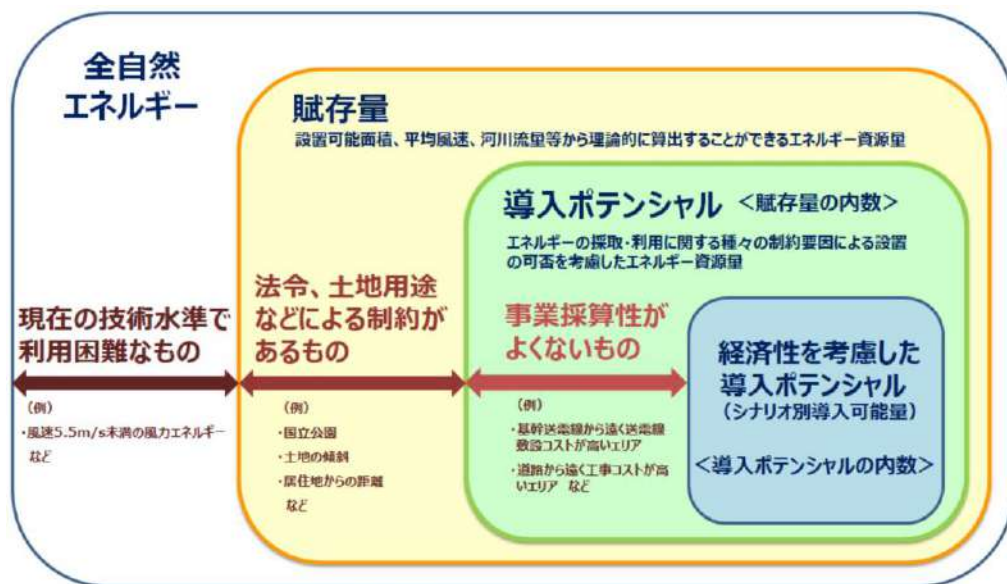 全自然
エネルギー
賦存量
設置可能面積、平均風速、河川流量等から理論的に算出することができるエネルギー資源量
導入ポテンシャル <賦存量の内数>
エネルギーの採取・利用に関する種々の制約要因による設置
の可否を考慮したエネルギー資源量
現在の技術水準で
利用困難なもの
(例)
・風速5.5m/s未満の風力エネルギー
など
法令、土地用途
などによる制約が
あるもの
(例)
・国立公園
・土地の傾斜
・居住地からの距離
など
事業採算性が
よくないもの
(例)
・基幹送電線から遠く送電線
敷設コストが高いエリア
・道路から遠く工事コストが高
いエリア など
経済性を考慮した
導入ポテンシャル
(シナリオ別導入可能量)
<導入ポテンシャルの内数>